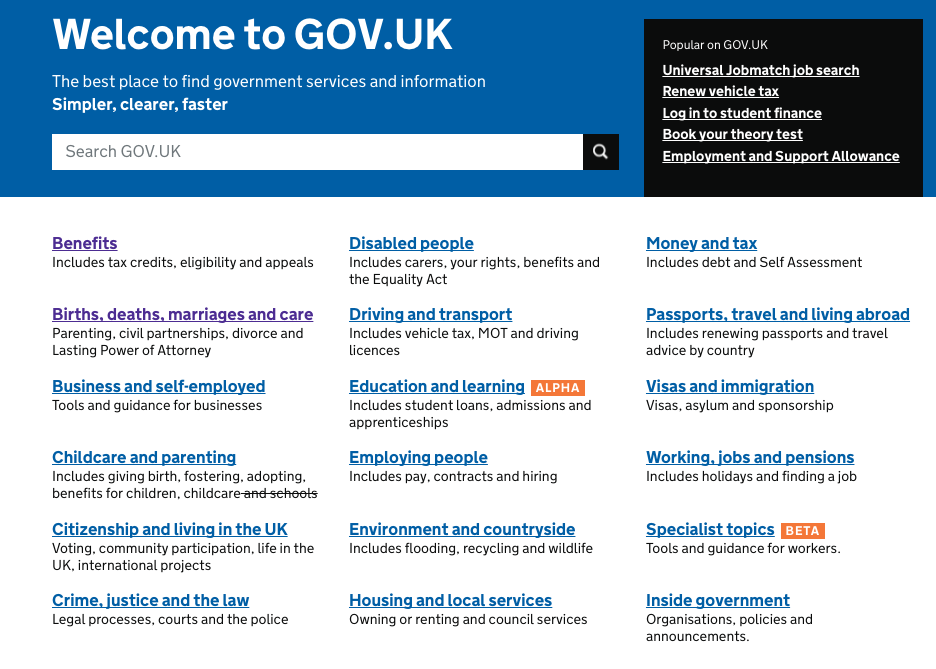 Welcome to GOV.UK
The best place to find government services and information
Simpler, clearer, faster
Search GOV.UK
Popular on GOV.UK
Universal Jobmatch job search
Renew vehicle tax
Log in to student finance
Book your theory test
Employment and Support Allowance
Benefits
Includes tax credits, eligibility and appeals
Births, deaths, marriages and care
Parenting, civil partnerships, divorce and
Lasting Power of Attorney
Business and self-employed
Tools and guidance for businesses
Childcare and parenting
Includes giving birth, fostering, adopting,
benefits for children, childcare and schools
Citizenship and living in the UK
Voting, community participation, life in the
UK, international projects
Crime, justice and the law
Legal processes, courts and the police
Disabled people
Includes carers, your rights, benefits and
the Equality Act
Driving and transport
Includes vehicle tax, MOT and driving
licences
Education and learning ALPHA
Includes student loans, admissions and
apprenticeships
Employing people
Includes pay, contracts and hiring
Environment and countryside
Includes flooding, recycling and wildlife
Housing and local services
Owning or renting and council services
Money and tax
Includes debt and Self Assessment
Passports, travel and living abroad
Includes renewing passports and travel
advice by country
Visas and immigration
Visas, asylum and sponsorship
Working, jobs and pensions
Includes holidays and finding a job
Specialist topics BETA
Tools and guidance for workers.
Inside government
Organisations, policies and
announcements.